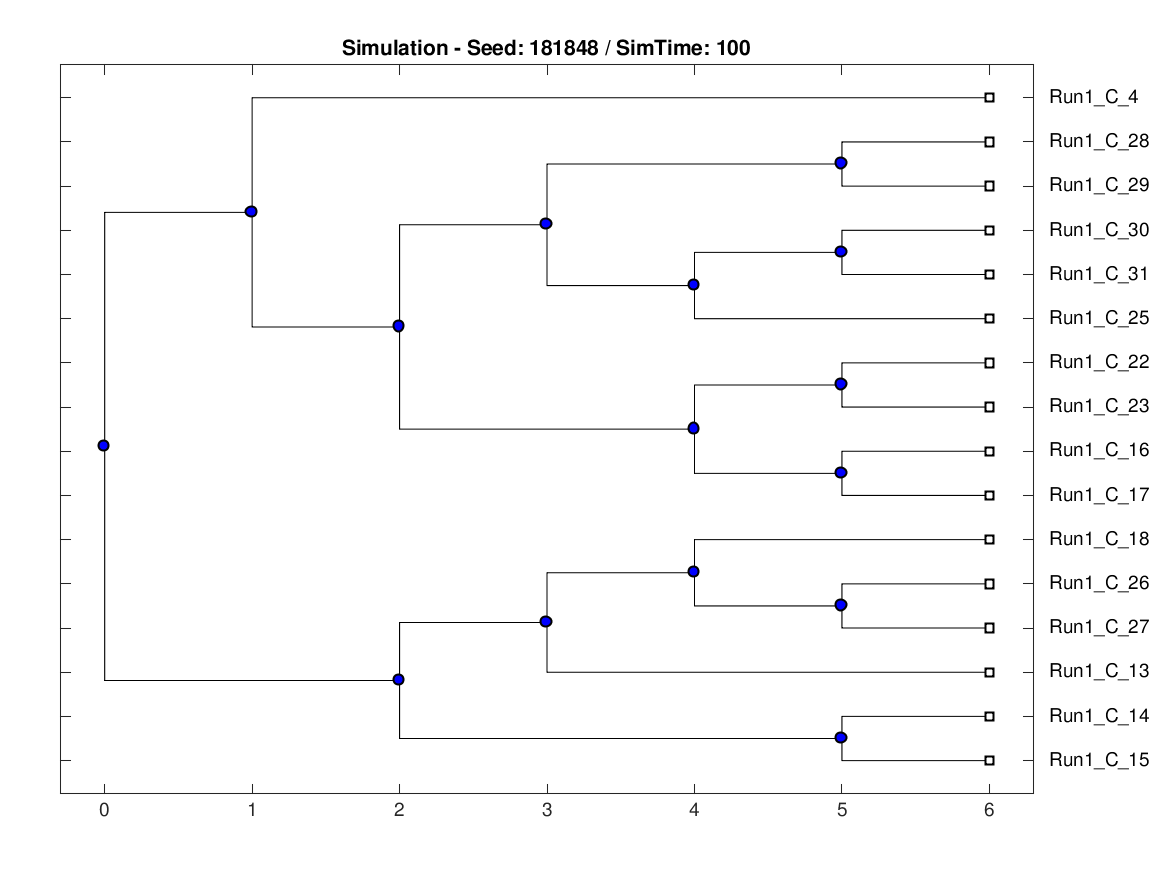 Simulation - Seed: 181848 / SimTime: 100
Run1_C_4
Run1_C_28
Run1_C_29
Run1_C_30
Run1_C_31
Run1_C_25
Run1_C_22
Run1_C_23
Run1_C_16
Run1_C_17
Run1_C_18
Run1_C_26
Run1_C_27
Run1_C_13
Run1_C_14
Run1_C_15
0 1 2 3 4 5 6